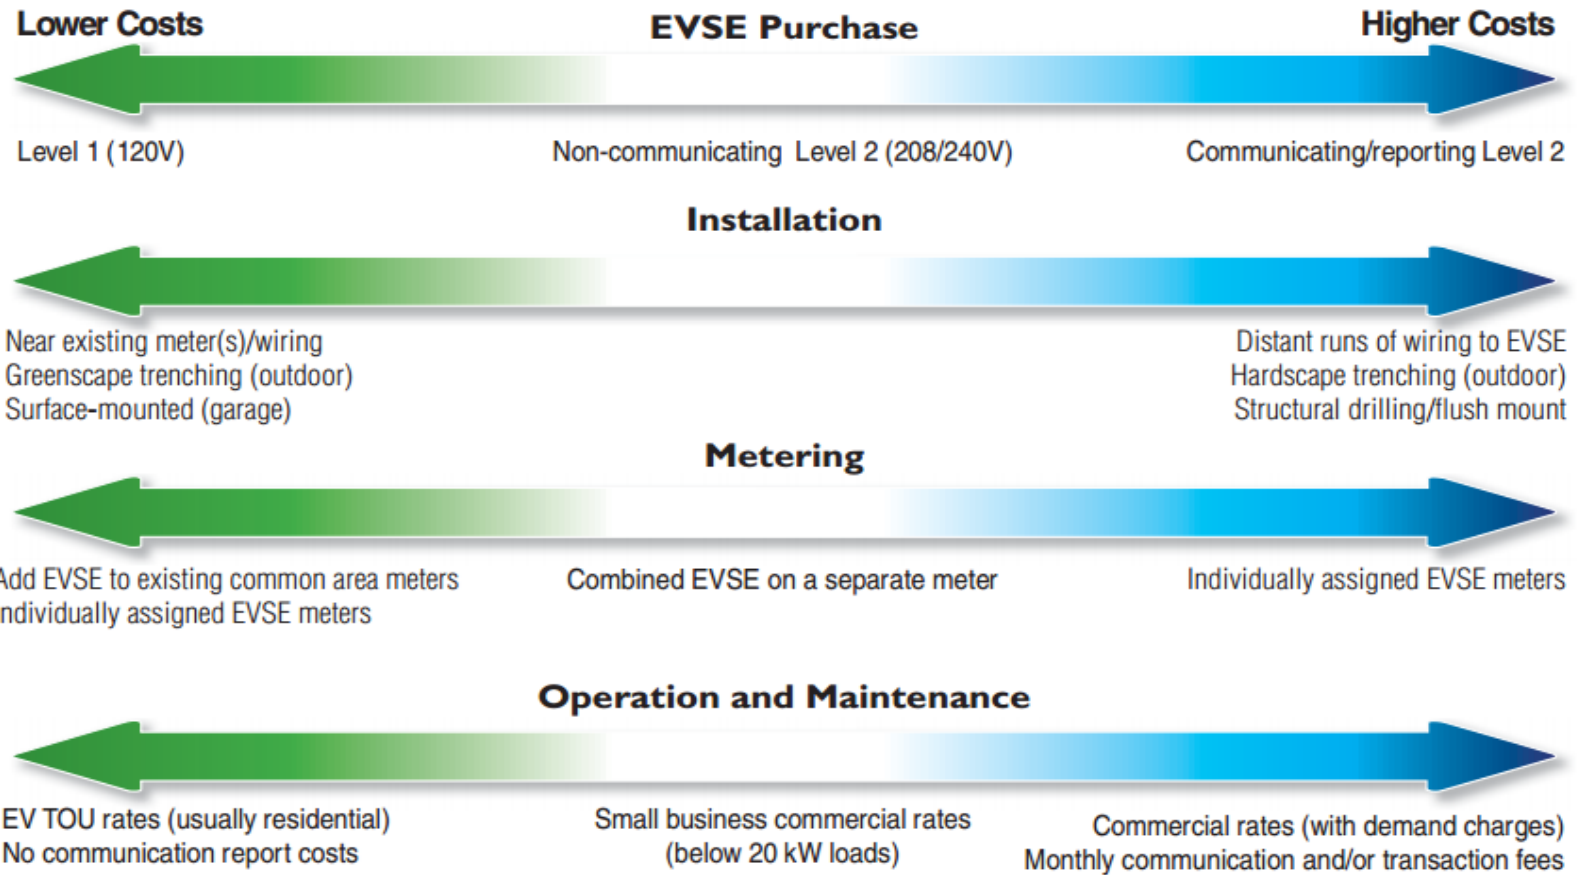 Lower Costs EVSE Purchase Higher Costs
Level 1 (120V) Non-communicating Level 2 (208/240V) Communicating/reporting Level 2
Installation
Near existing meter(s)/wiring
Greenscape trenching (outdoor)
Surface-mounted (garage)
Distant runs of wiring to EVSE
Hardscape trenching (outdoor)
Structural drilling/flush mount
Metering
Add EVSE to existing common area meters
ndividually assigned EVSE meters
Combined EVSE on a separate meter
Individually assigned EVSE meters
Operation and Maintenance
EV TOU rates (usually residential)
No communication report costs
Small business commercial rates
(below 20 kW loads)
Commercial rates (with demand charges)
Monthly communication and/or transaction fees